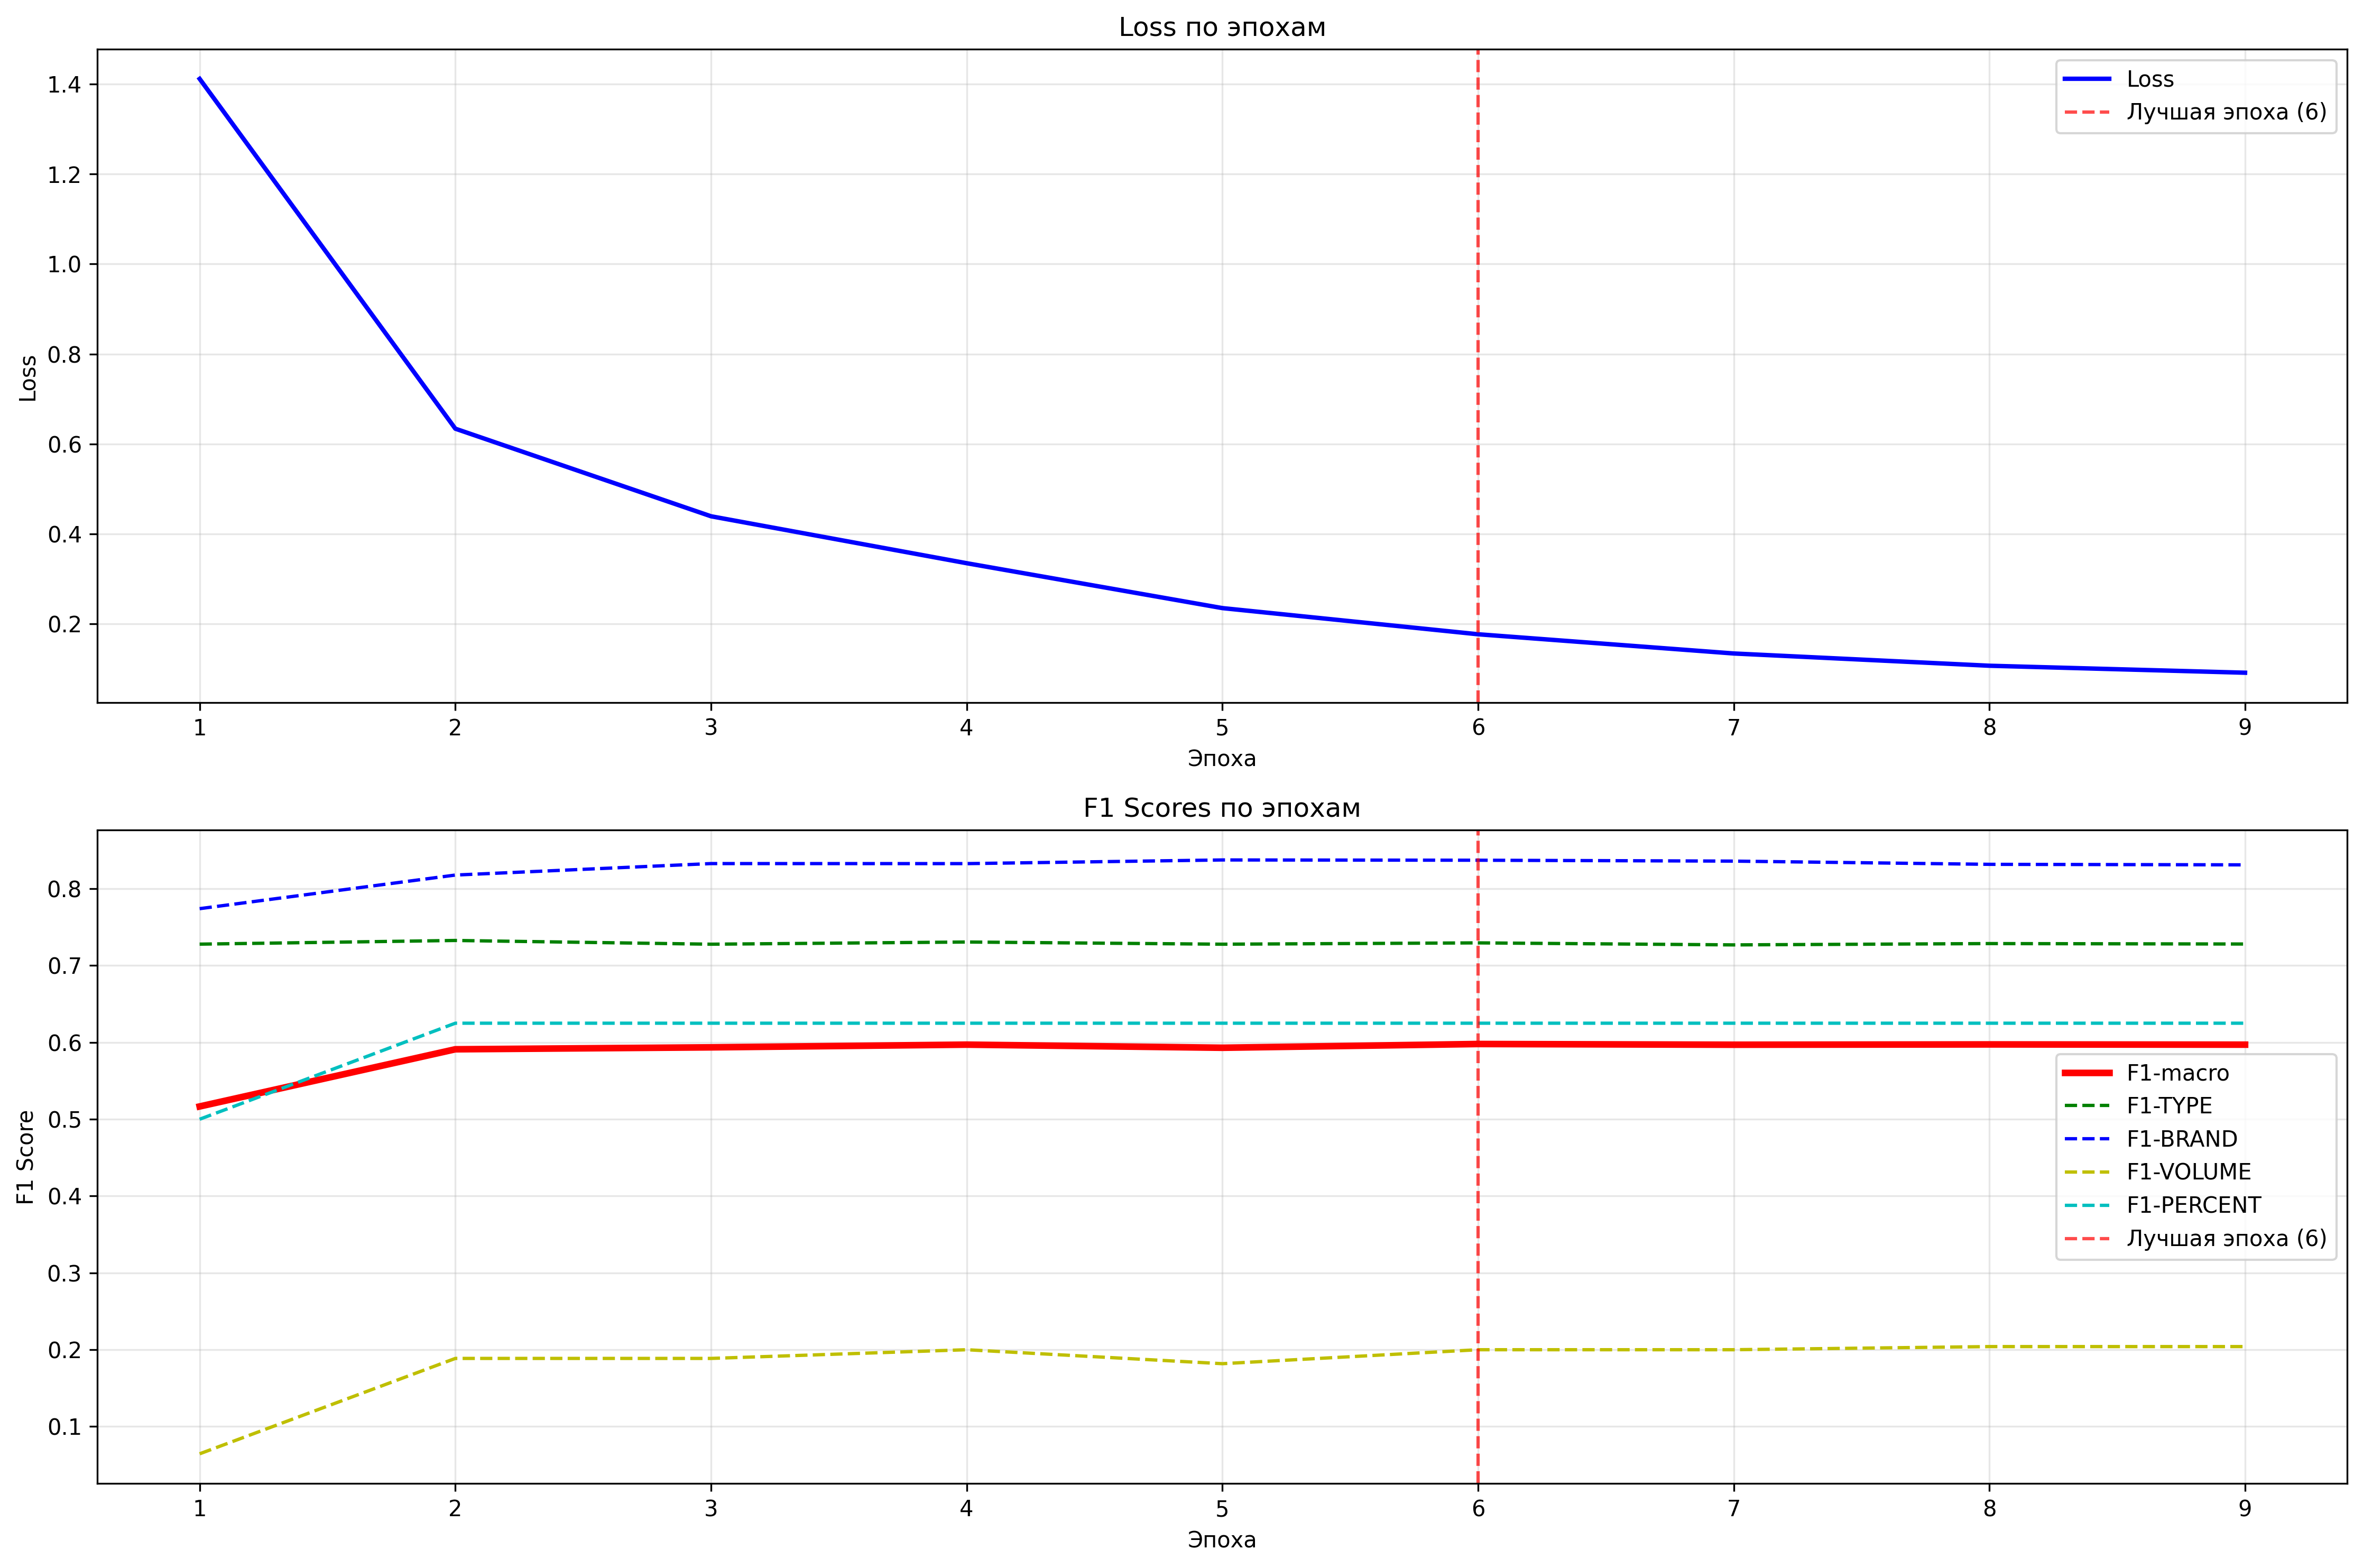 Loss по эпохам
Loss
1.4
1.2
1.0
0.8
0.6
0.4
0.2
Loss
Лучшая эпоха (6)
1 2 3 4 5 6 7 8 9
Эпоха
F1 Scores по эпохам
F1 Score
0.8
0.7
0.6
0.5
0.4
0.3
0.2
0.1
F1-macro
F1-TYPE
F1-BRAND
F1-VOLUME
F1-PERCENT
Лучшая эпоха (6)
1 2 3 4 5 6 7 8 9
Эпоха